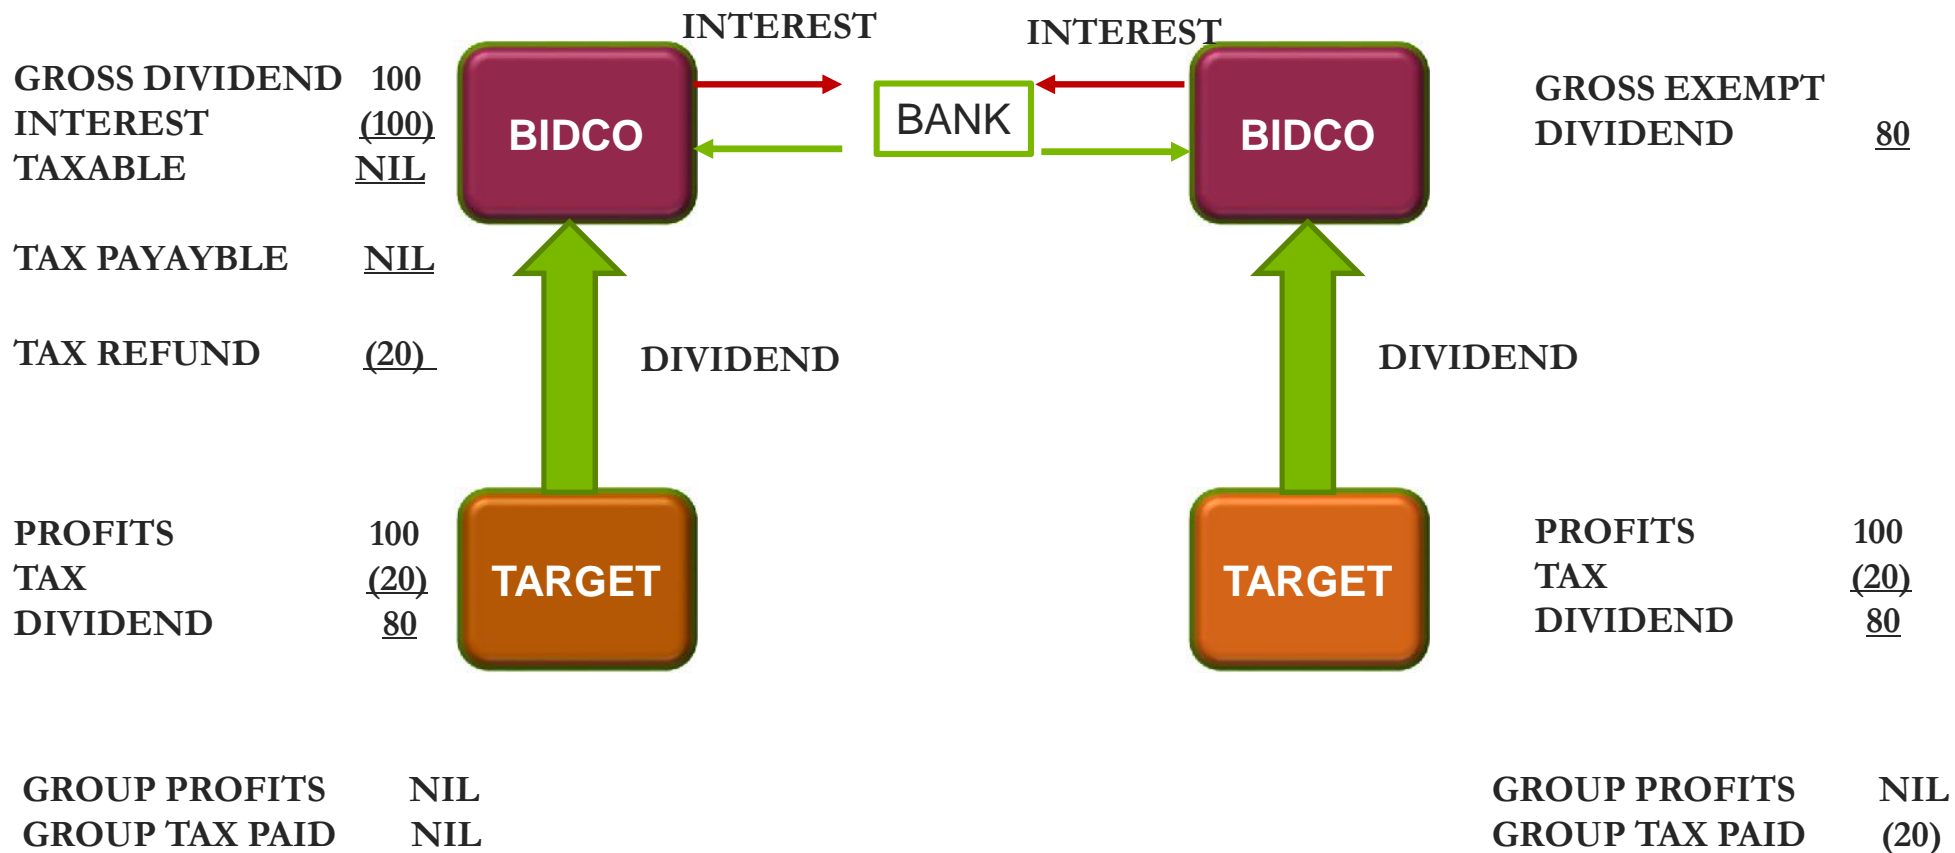 INTEREST
INTEREST
GROSS DIVIDEND 100
INTEREST (100)
TAXABLE NIL
TAX PAYAYBLE NIL
TAX REFUND (20)
BIDCO
BANK
BIDCO
GROSS EXEMPT
DIVIDEND 80
DIVIDEND
DIVIDEND
PROFITS 100
TAX (20)
DIVIDEND 80
TARGET
TARGET
PROFITS 100
TAX (20)
DIVIDEND 80
GROUP PROFITS NIL
GROUP TAX PAID NIL
GROUP PROFITS NIL
GROUP TAX PAID (20)